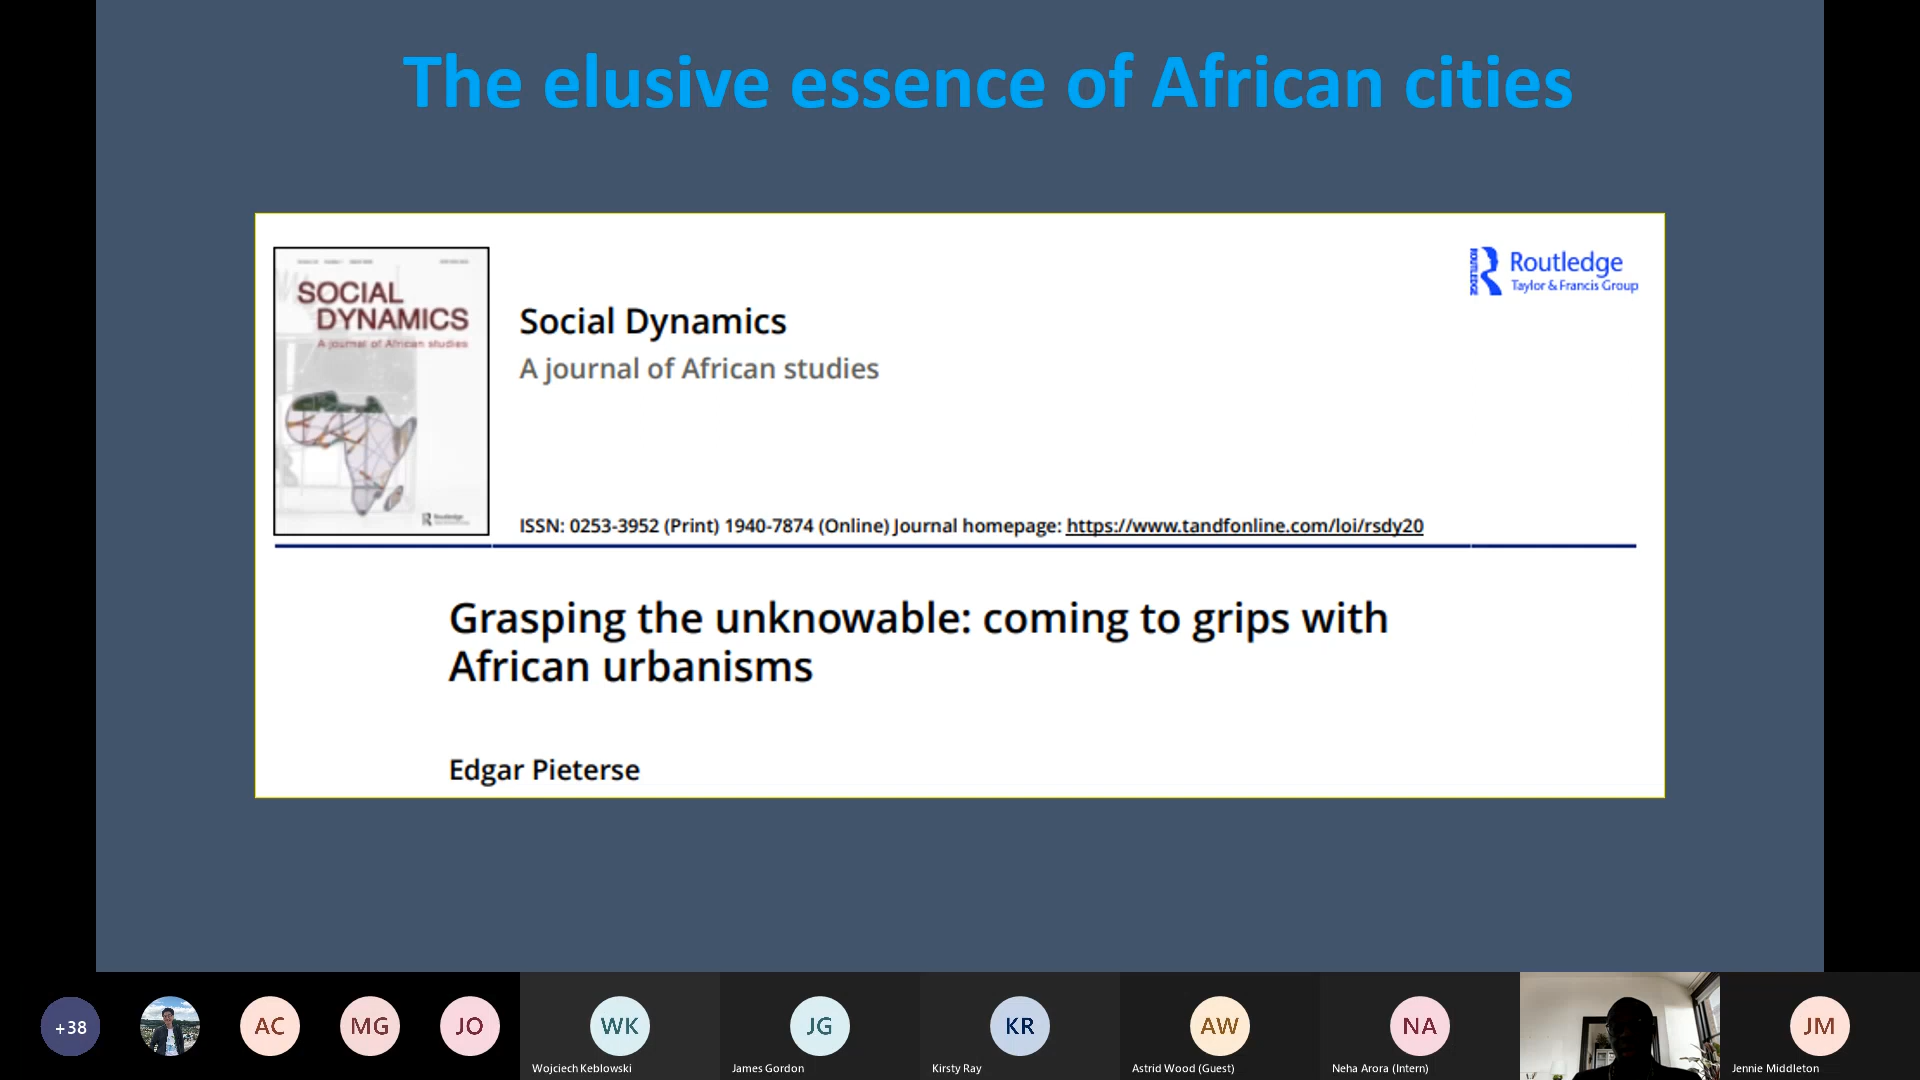 The elusive essence of African cities
SOCIAL
DYNAMICS
A journal of African studies
Routledge
ROUTLEDGE
Routledge
Taylor & Francis Group
Social Dynamics
A journal of African studies
ISSN: 0253-3952 (Print) 1940-7874 (Online) Journal homepage: https://www.tandfonline.com/loi/rsdy20
Grasping the unknowable: coming to grips with
African urbanisms
Edgar Pieterse
+38
AC
MG
JO
WK
JG
KR
AW
NA
JM
Wojciech Keblowski
James Gordon
Kirsty Ray
Astrid Wood (Guest)
Neha Arora (Intern)
Jennie Middleton